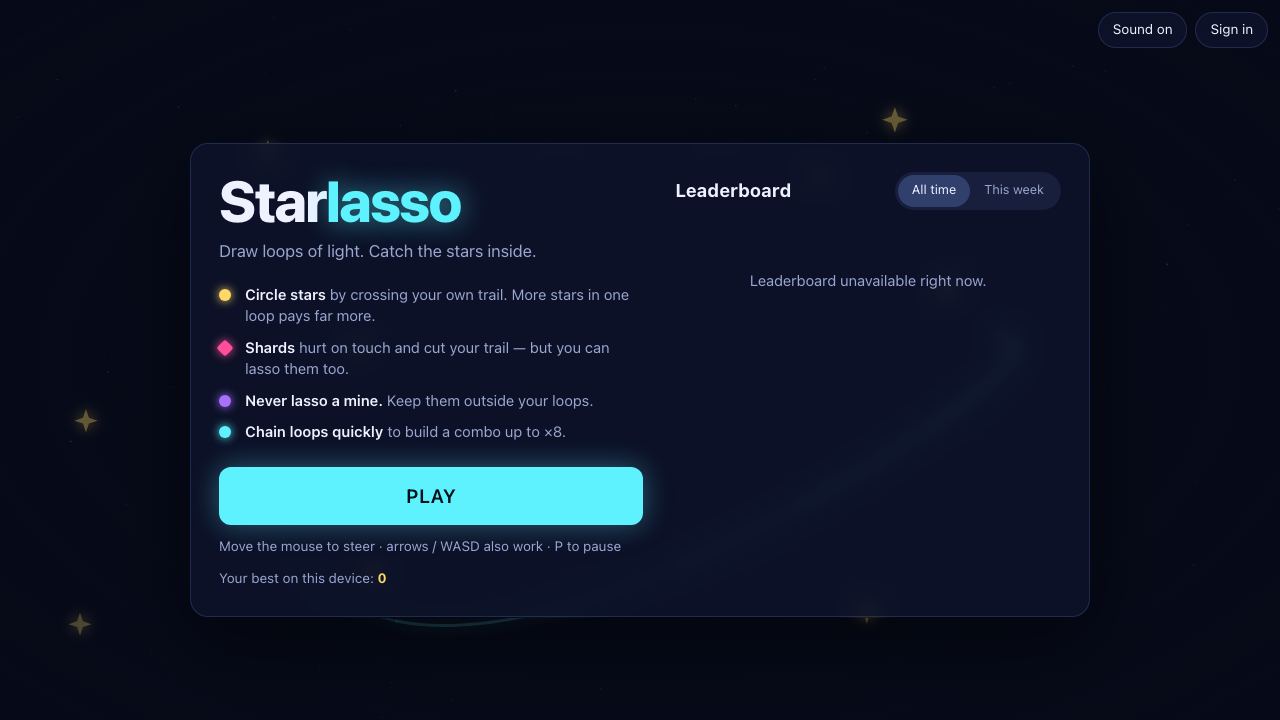 Sound on
Sign in
Starlasso
Draw loops of light. Catch the stars inside.
Circle stars by crossing your own trail. More stars in one
loop pays far more.
Shards hurt on touch and cut your trail — but you can
lasso them too.
Never lasso a mine. Keep them outside your loops.
Chain loops quickly to build a combo up to ×8.
PLAY
Move the mouse to steer · arrows / WASD also work · P to pause
Your best on this device: 0
Leaderboard
All time
This week
Leaderboard unavailable right now.